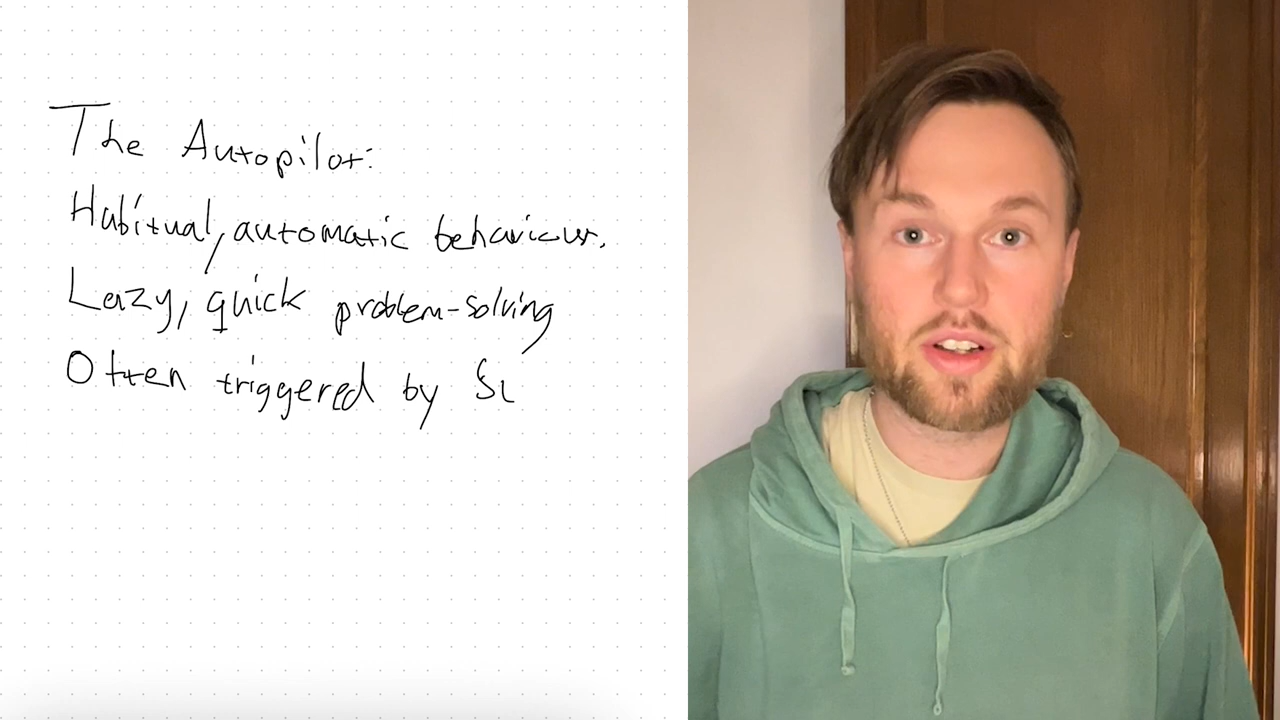 The Autopilot:
Habitual, automatic behaviour.
Lazy, quick problem-solving
Often triggered by